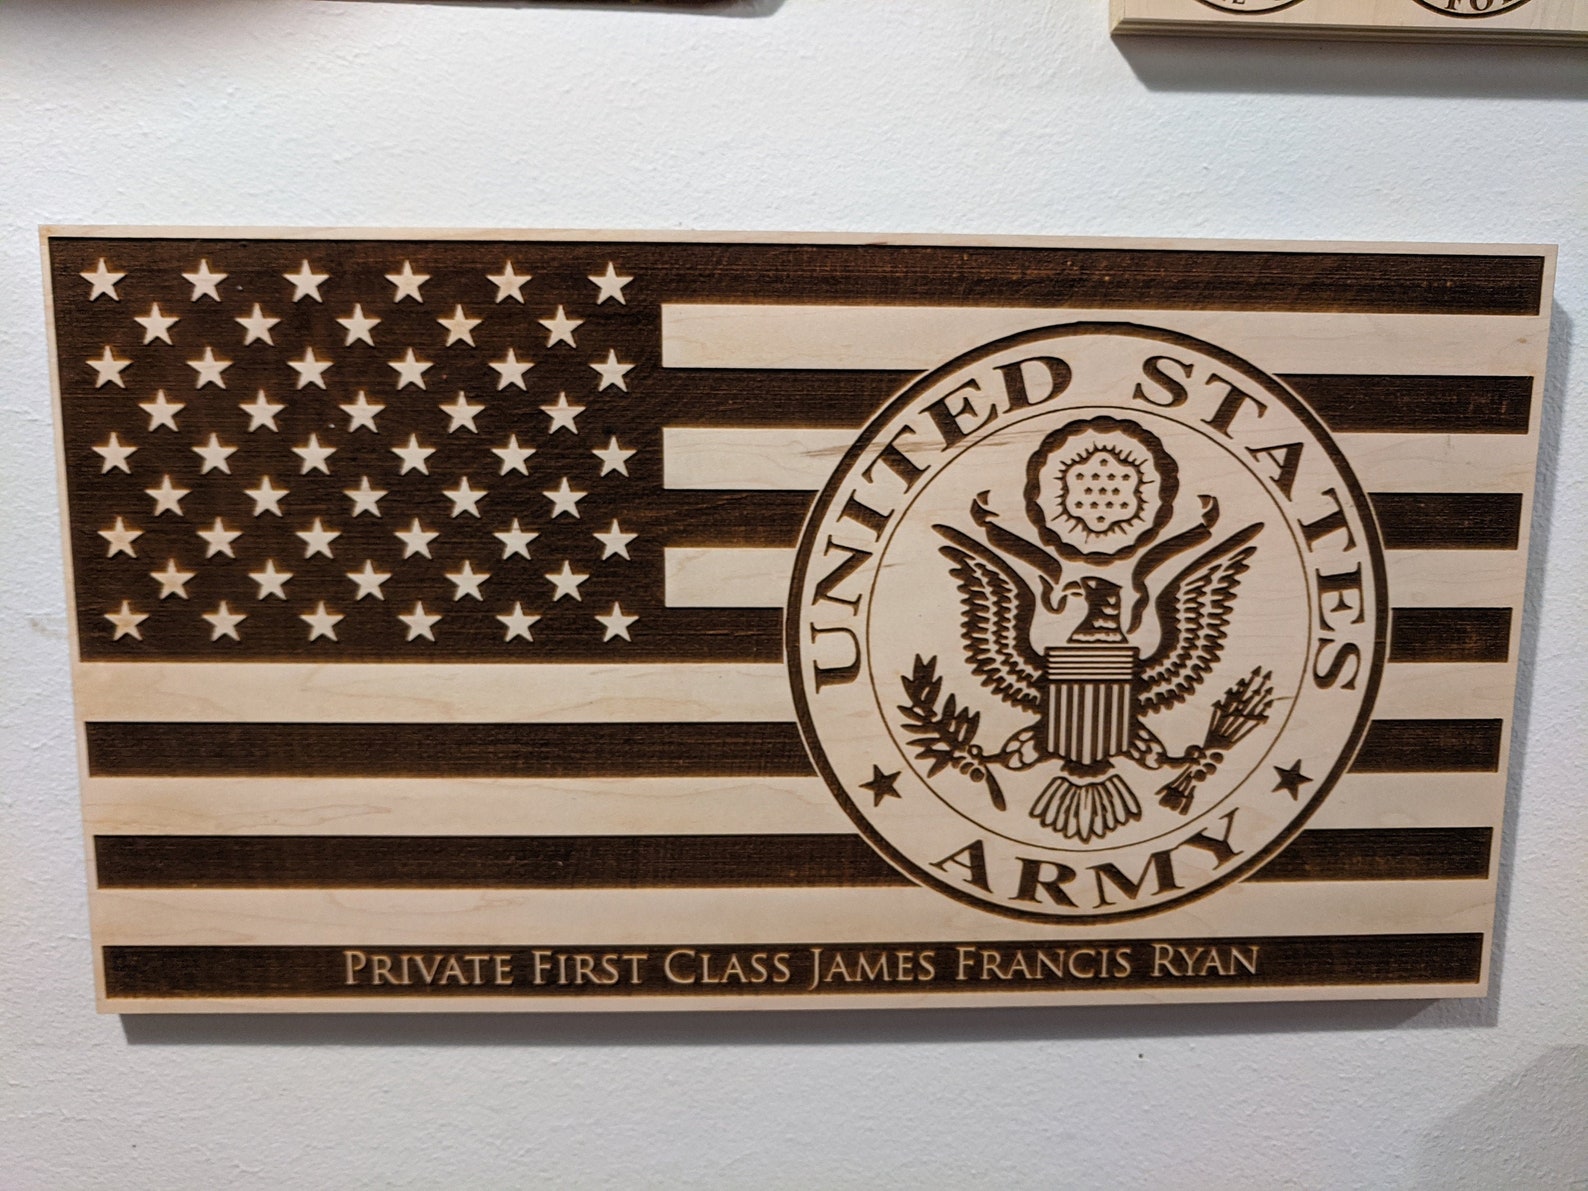 UNITED STATES
ARMY
PRIVATE FIRST CLASS JAMES FRANCIS RYAN